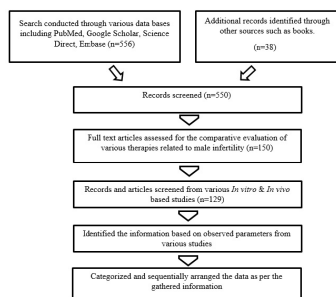 Search conducted through various data bases
including PubMed, Google Scholar, Science
Direct, Embase (n=556)
Additional records identified through
other sources such as books.
(n=38)
Records screened (n=550)
Full text articles assessed for the comparative evaluation of
various therapies related to male infertility (n=150)
Records and articles screened from various In vitro & In vivo
based studies (n=129)
Identified the information based on observed parameters from
various studies
Categorized and sequentially arranged the data as per the
gathered information